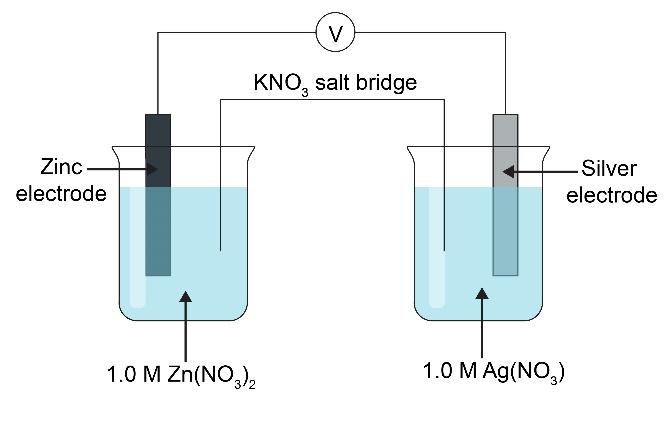 V
KNO₃ salt bridge
Zinc
electrode
Silver
electrode
1.0 M Zn(NO₃)₂
1.0 M Ag(NO₃)